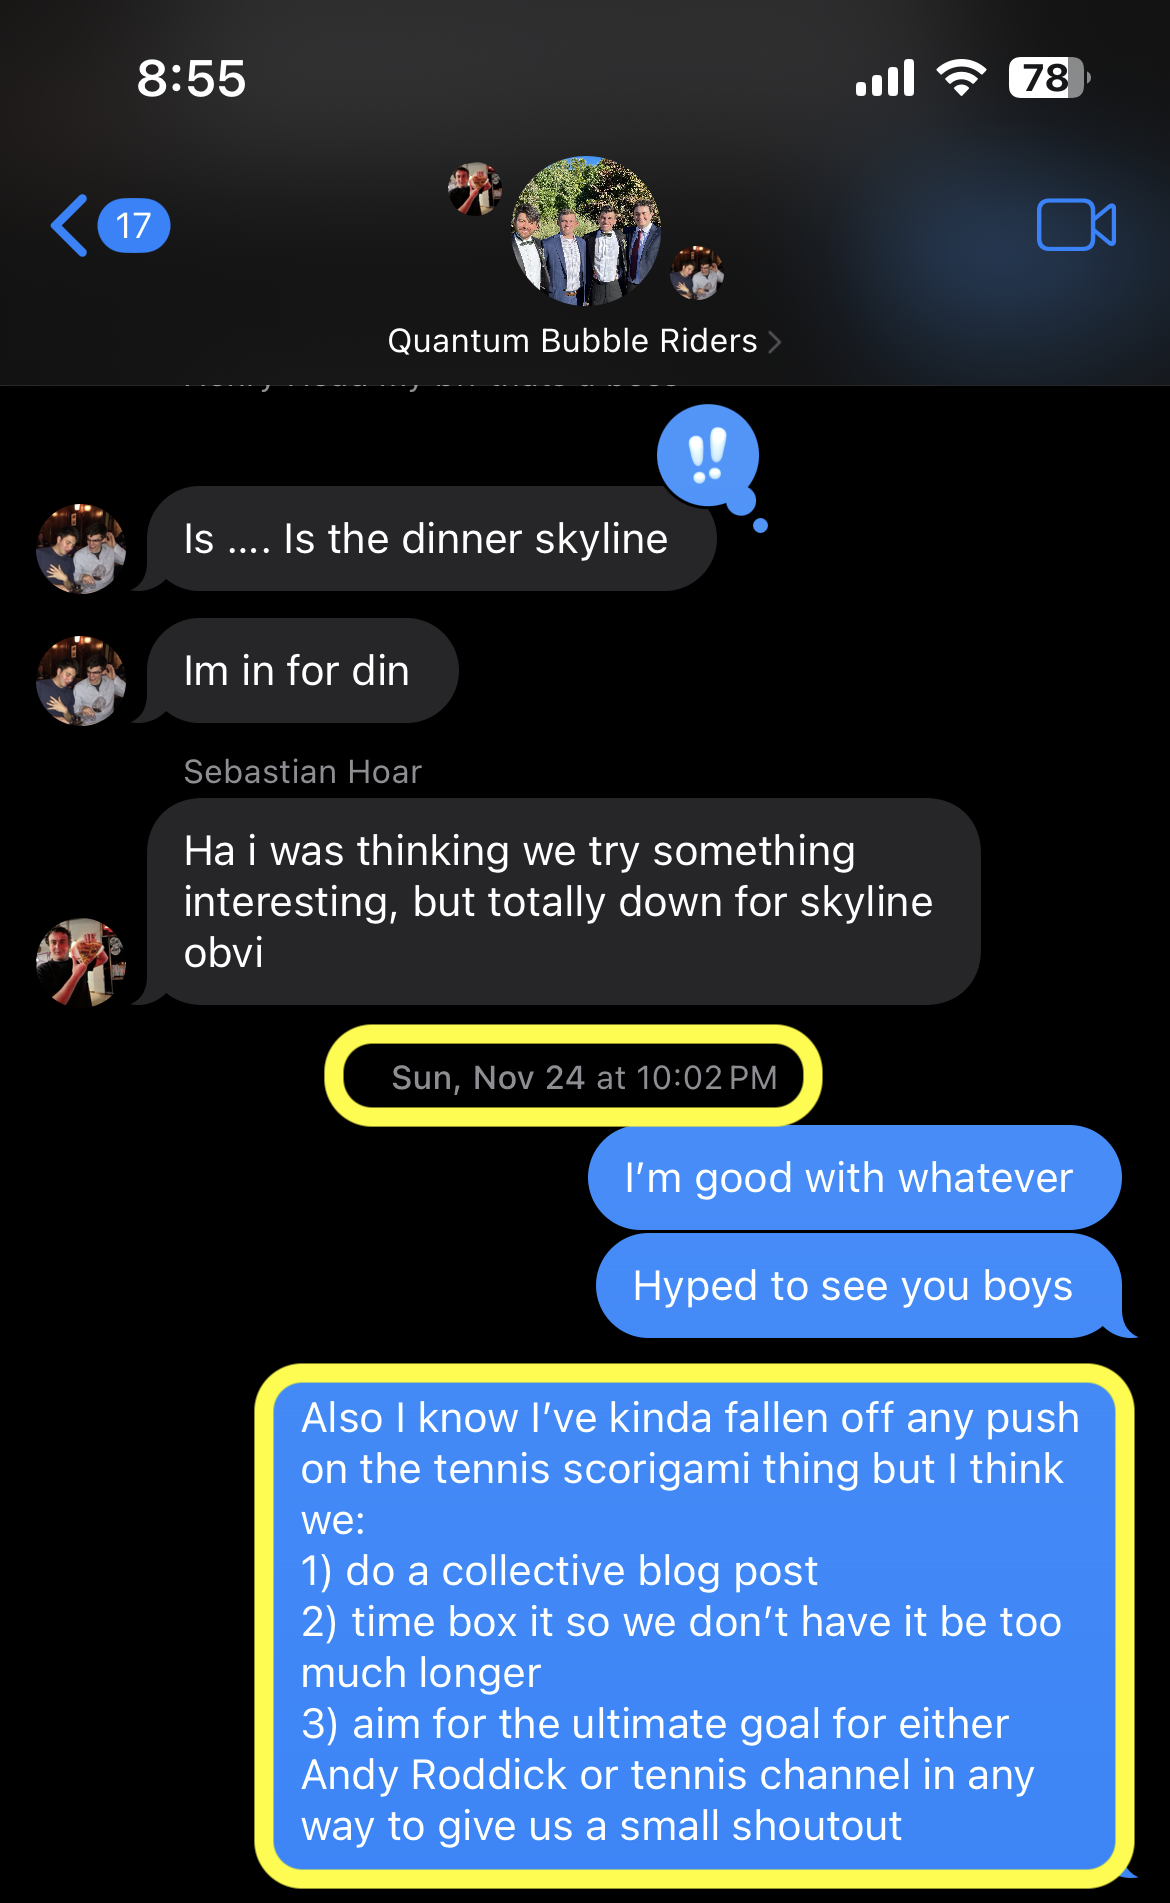 8:55
78
17
Quantum Bubble Riders
Is .... Is the dinner skyline
Im in for din
Sebastian Hoar
Ha i was thinking we try something
interesting, but totally down for skyline
obvi
Sun, Nov 24 at 10:02 PM
I’m good with whatever
Hyped to see you boys
Also I know I’ve kinda fallen off any push
on the tennis scorigami thing but I think
we:
1) do a collective blog post
2) time box it so we don’t have it be too
much longer
3) aim for the ultimate goal for either
Andy Roddick or tennis channel in any
way to give us a small shoutout